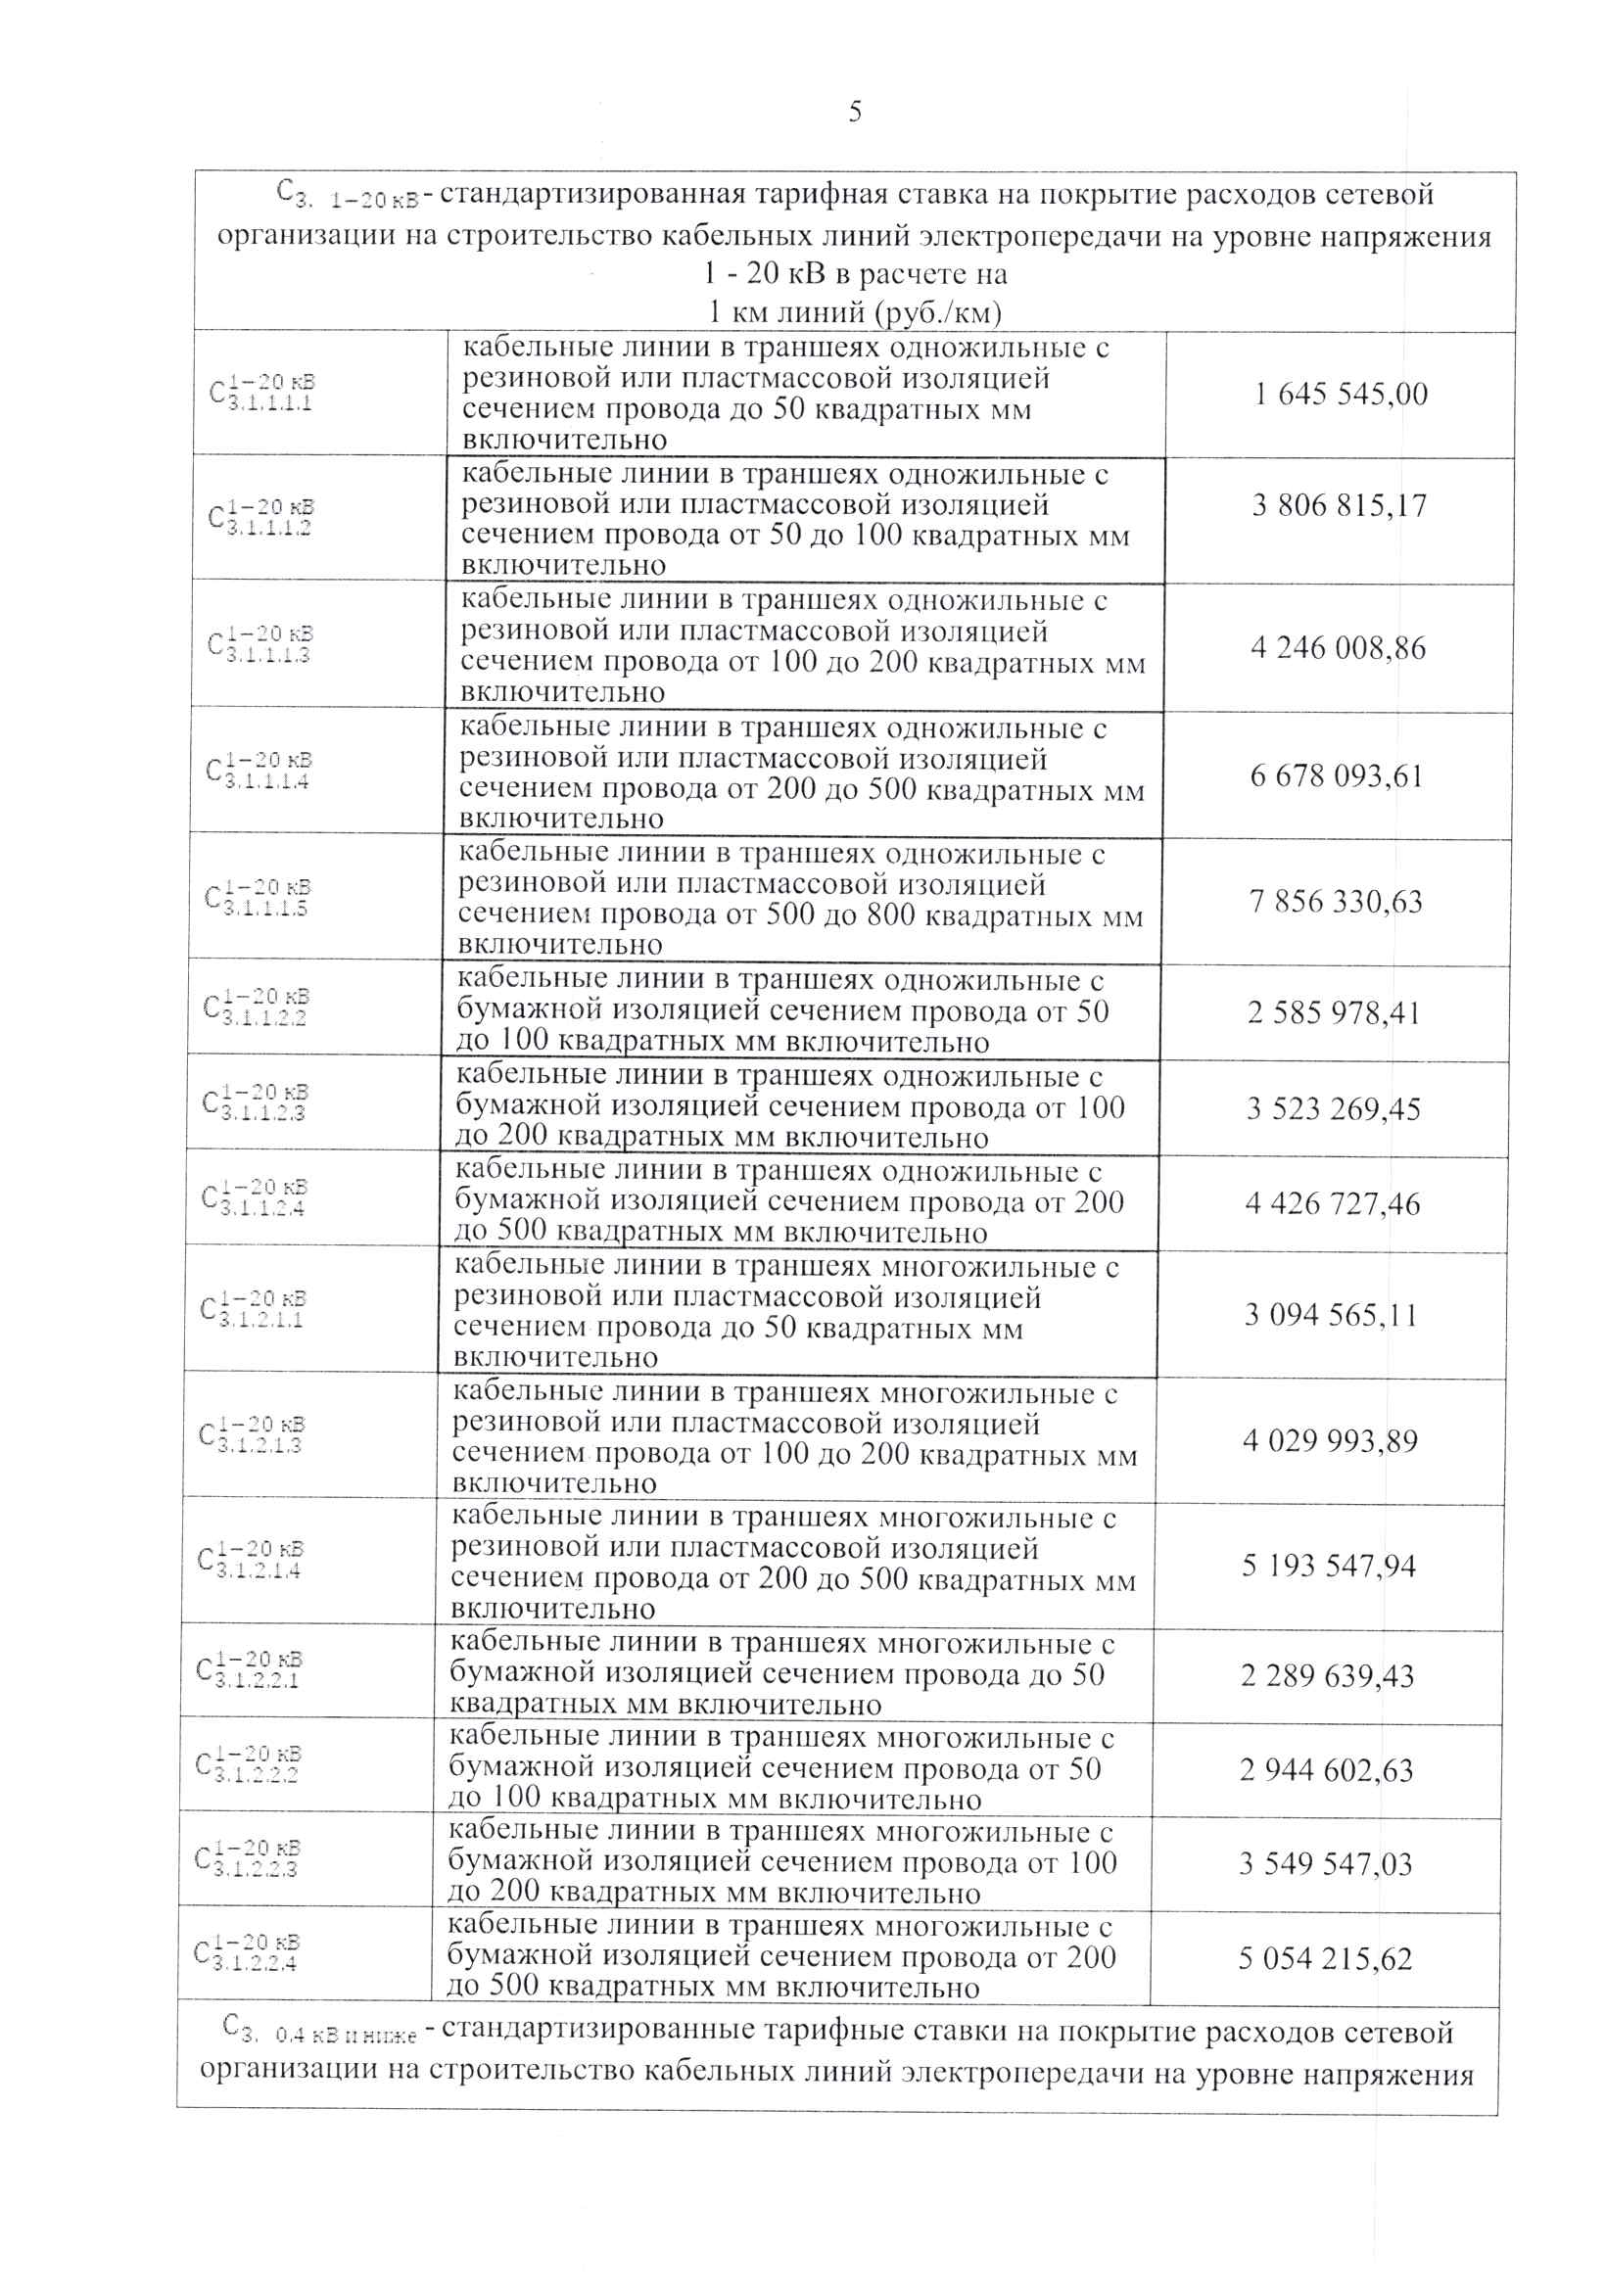 5
C3. 1–20 кВ - стандартизированная тарифная ставка на покрытие расходов сетевой
организации на строительство кабельных линий электропередачи на уровне напряжения
1 - 20 кВ в расчете на
1 км линий (руб./км)
кабельные линии в траншеях одножильные с
резиновой или пластмассовой изоляцией
C 1–20 кВ 3.1.1.1.1 1 645 545,00
сечением провода до 50 квадратных мм
включительно
кабельные линии в траншеях одножильные с
резиновой или пластмассовой изоляцией
C 1–20 кВ 3.1.1.1.2 3 806 815,17
сечением провода от 50 до 100 квадратных мм
включительно
кабельные линии в траншеях одножильные с
резиновой или пластмассовой изоляцией
C 1–20 кВ 3.1.1.1.3 4 246 008,86
сечением провода от 100 до 200 квадратных мм
включительно
кабельные линии в траншеях одножильные с
резиновой или пластмассовой изоляцией
C 1–20 кВ 3.1.1.1.4 6 678 093,61
сечением провода от 200 до 500 квадратных мм
включительно
кабельные линии в траншеях одножильные с
резиновой или пластмассовой изоляцией
C 1–20 кВ 3.1.1.1.5 7 856 330,63
сечением провода от 500 до 800 квадратных мм
включительно
кабельные линии в траншеях одножильные с
C 1–20 кВ 3.1.1.2.2 бумажной изоляцией сечением провода от 50 2 585 978,41
до 100 квадратных мм включительно
кабельные линии в траншеях одножильные с
C 1–20 кВ 3.1.1.2.3 бумажной изоляцией сечением провода от 100 3 523 269,45
до 200 квадратных мм включительно
кабельные линии в траншеях одножильные с
C 1–20 кВ 3.1.1.2.4 бумажной изоляцией сечением провода от 200 4 426 727,46
до 500 квадратных мм включительно
кабельные линии в траншеях многожильные с
резиновой или пластмассовой изоляцией
C 1–20 кВ 3.1.2.1.1 3 094 565,11
сечением провода до 50 квадратных мм
включительно
кабельные линии в траншеях многожильные с
резиновой или пластмассовой изоляцией
C 1–20 кВ 3.1.2.1.3 4 029 993,89
сечением провода от 100 до 200 квадратных мм
включительно
кабельные линии в траншеях многожильные с
резиновой или пластмассовой изоляцией
C 1–20 кВ 3.1.2.1.4 5 193 547,94
сечением провода от 200 до 500 квадратных мм
включительно
кабельные линии в траншеях многожильные с
C 1–20 кВ 3.1.2.2.1 бумажной изоляцией сечением провода до 50 2 289 639,43
квадратных мм включительно
кабельные линии в траншеях многожильные с
C 1–20 кВ 3.1.2.2.2 бумажной изоляцией сечением провода от 50 2 944 602,63
до 100 квадратных мм включительно
кабельные линии в траншеях многожильные с
C 1–20 кВ 3.1.2.2.3 бумажной изоляцией сечением провода от 100 3 549 547,03
до 200 квадратных мм включительно
кабельные линии в траншеях многожильные с
C 1–20 кВ 3.1.2.2.4 бумажной изоляцией сечением провода от 200 5 054 215,62
до 500 квадратных мм включительно
C3. 0,4 кВ и ниже - стандартизированные тарифные ставки на покрытие расходов сетевой
организации на строительство кабельных линий электропередачи на уровне напряжения